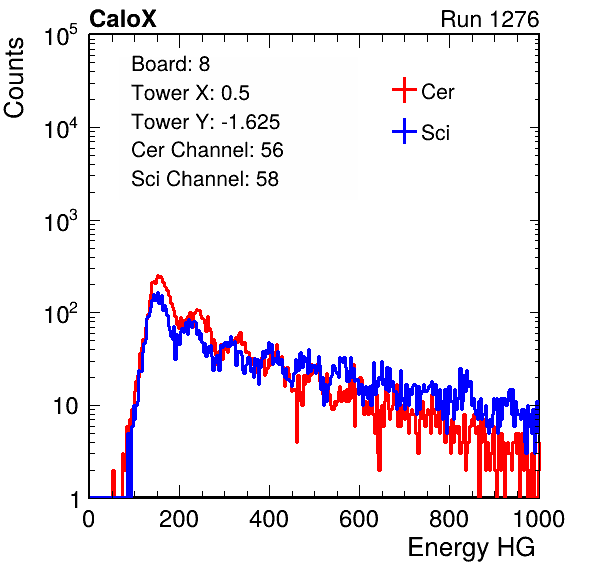 CaloX Run 1276
Counts
10^5
10^4
10^3
10^2
10
1
Board: 8
Tower X: 0.5
Tower Y: -1.625
Cer Channel: 56
Sci Channel: 58
Cer
Sci
0 200 400 600 800 1000
Energy HG